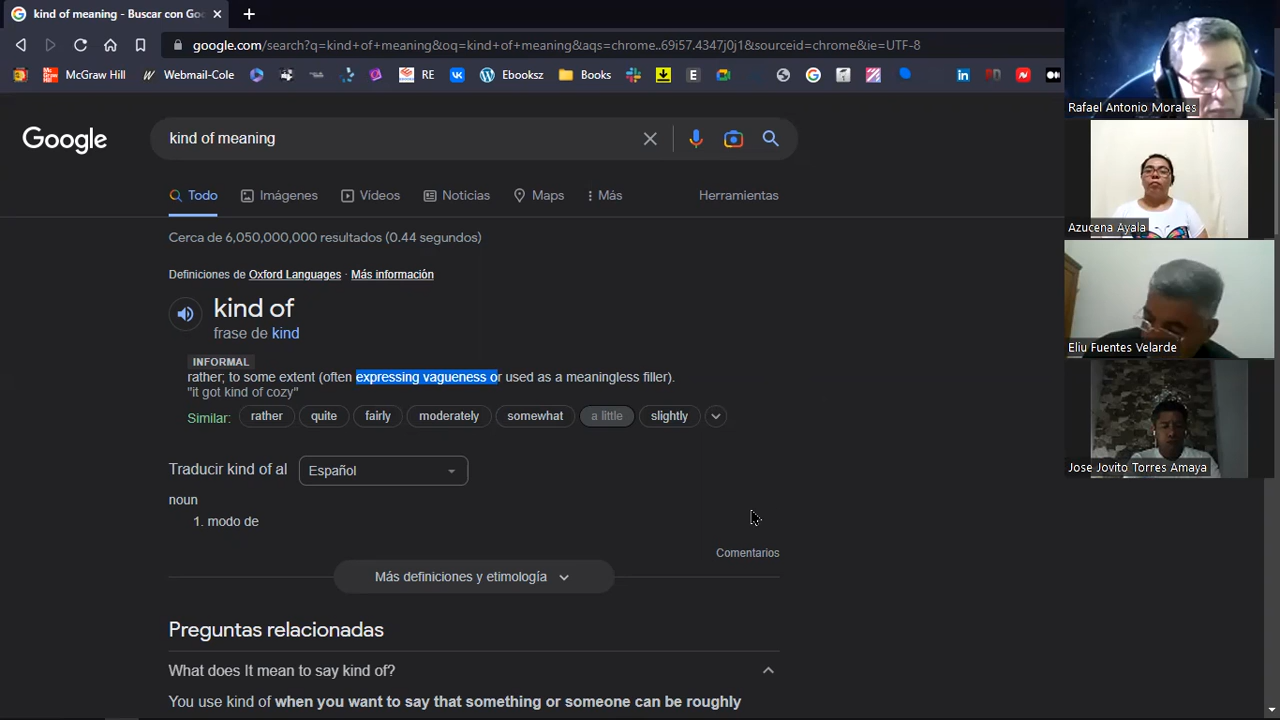 kind of meaning - Buscar con Goo
google.com/search?q=kind+of+meaning&oq=kind+of+meaning&aqs=chrome..69i57.4347j0j1&sourceid=chrome&ie=UTF-8
McGraw Hill
Webmail-Cole
RE
Ebooksz
Books
Google
kind of meaning
Todo
Imágenes
Vídeos
Noticias
Maps
Más
Herramientas
Cerca de 6,050,000,000 resultados (0.44 segundos)
Definiciones de Oxford Languages · Más información
kind of
frase de kind
INFORMAL
rather; to some extent (often expressing vagueness or used as a meaningless filler).
"it got kind of cozy"
Similar:
rather
quite
fairly
moderately
somewhat
a little
slightly
Traducir kind of al
Español
noun
1. modo de
Comentarios
Más definiciones y etimología
Preguntas relacionadas
What does It mean to say kind of?
You use kind of when you want to say that something or someone can be roughly
Rafael Antonio Morales
Azucena Ayala
Eliu Fuentes Velarde
Jose Jovito Torres Amaya